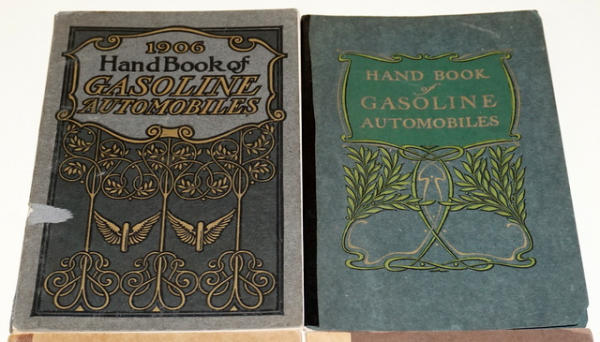 1906
Hand Book of
GASOLINE
AUTOMOBILES
HAND BOOK
of
GASOLINE
AUTOMOBILES